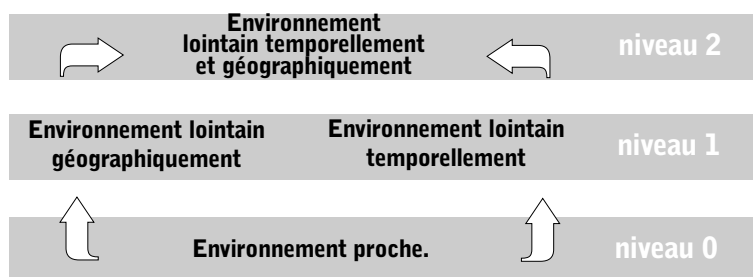 Environnement
lointain temporellement
et géographiquement
niveau 2
Environnement lointain
géographiquement
Environnement lointain
temporellement
niveau 1
Environnement proche.
niveau 0